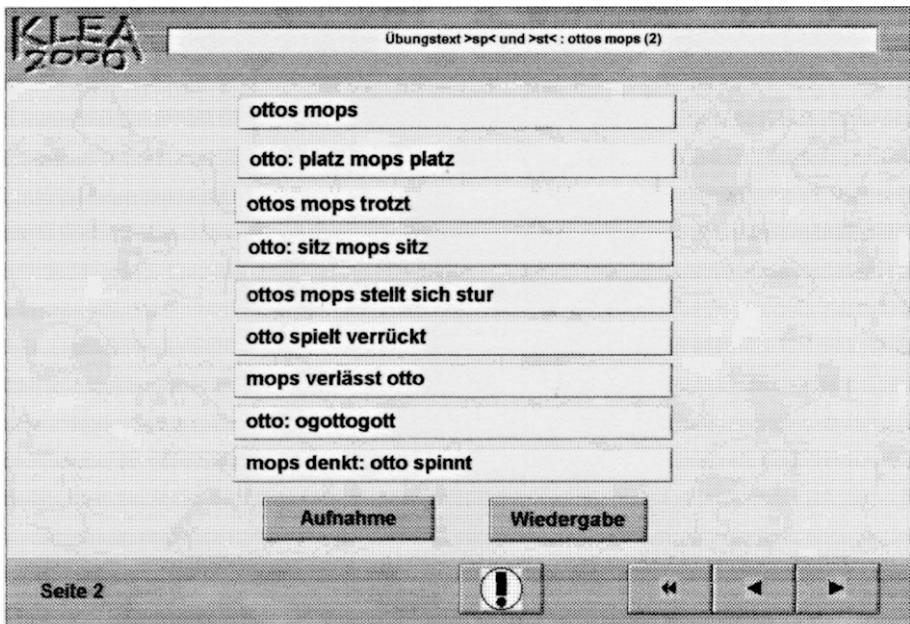 KLEA
2000
Übungstext >sp< und >st< : ottos mops (2)
ottos mops
otto: platz mops platz
ottos mops trotzt
otto: sitz mops sitz
ottos mops stellt sich stur
otto spielt verrückt
mops verlässt otto
otto: ogottogott
mops denkt: otto spinnt
Aufnahme Wiedergabe
Seite 2